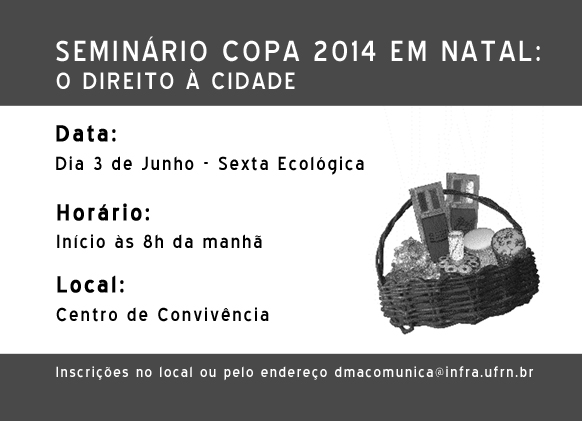 SEMINÁRIO COPA 2014 EM NATAL:
O DIREITO À CIDADE
Data:
Dia 3 de Junho - Sexta Ecológica
Horário:
Início às 8h da manhã
Local:
Centro de Convivência
Inscrições no local ou pelo endereço dmacomunica@infra.ufrn.br